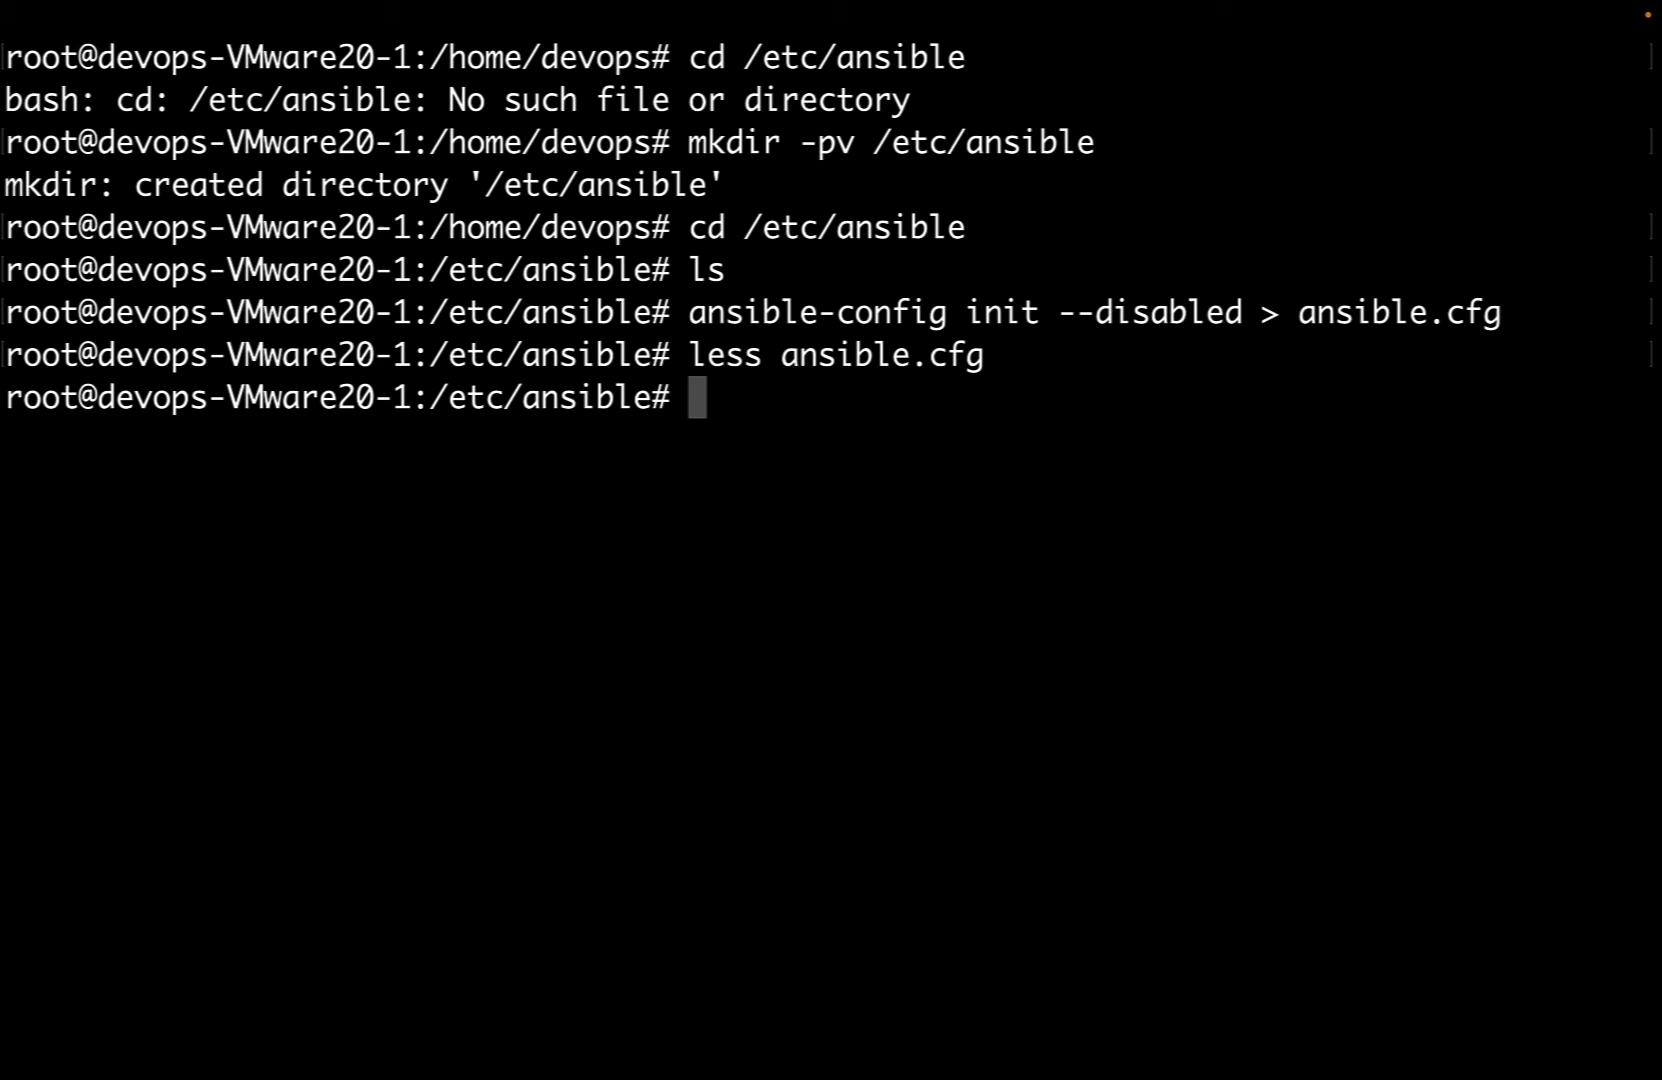 root@devops-VMware20-1:/home/devops# cd /etc/ansible
bash: cd: /etc/ansible: No such file or directory
root@devops-VMware20-1:/home/devops# mkdir -pv /etc/ansible
mkdir: created directory '/etc/ansible'
root@devops-VMware20-1:/home/devops# cd /etc/ansible
root@devops-VMware20-1:/etc/ansible# ls
root@devops-VMware20-1:/etc/ansible# ansible-config init --disabled > ansible.cfg
root@devops-VMware20-1:/etc/ansible# less ansible.cfg
root@devops-VMware20-1:/etc/ansible#